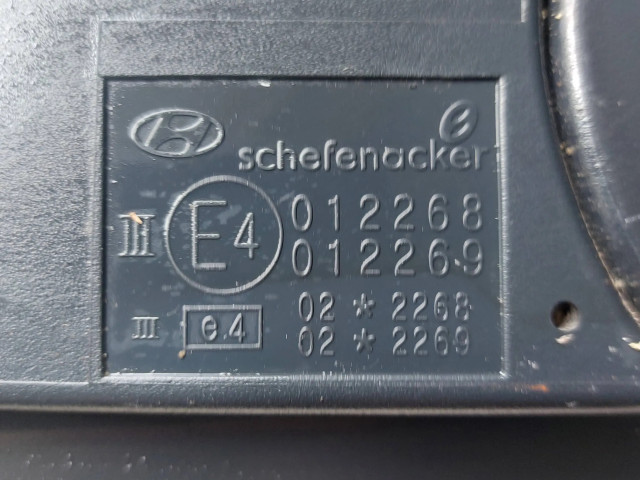 schefenacker
III E4 012268
012269
III e4 02 * 2268
02 * 2269